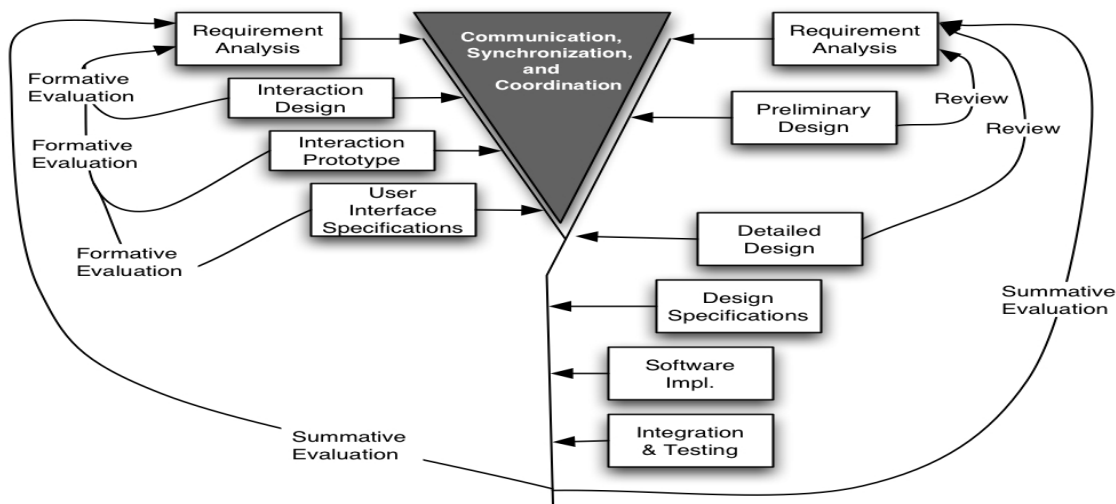 Requirement
Analysis
Communication,
Synchronization,
and
Coordination
Requirement
Analysis
Formative
Evaluation
Interaction
Design
Preliminary
Design
Review
Review
Formative
Evaluation
Interaction
Prototype
User
Interface
Specifications
Formative
Evaluation
Detailed
Design
Design
Specifications
Summative
Evaluation
Software
Impl.
Summative
Evaluation
Integration
& Testing